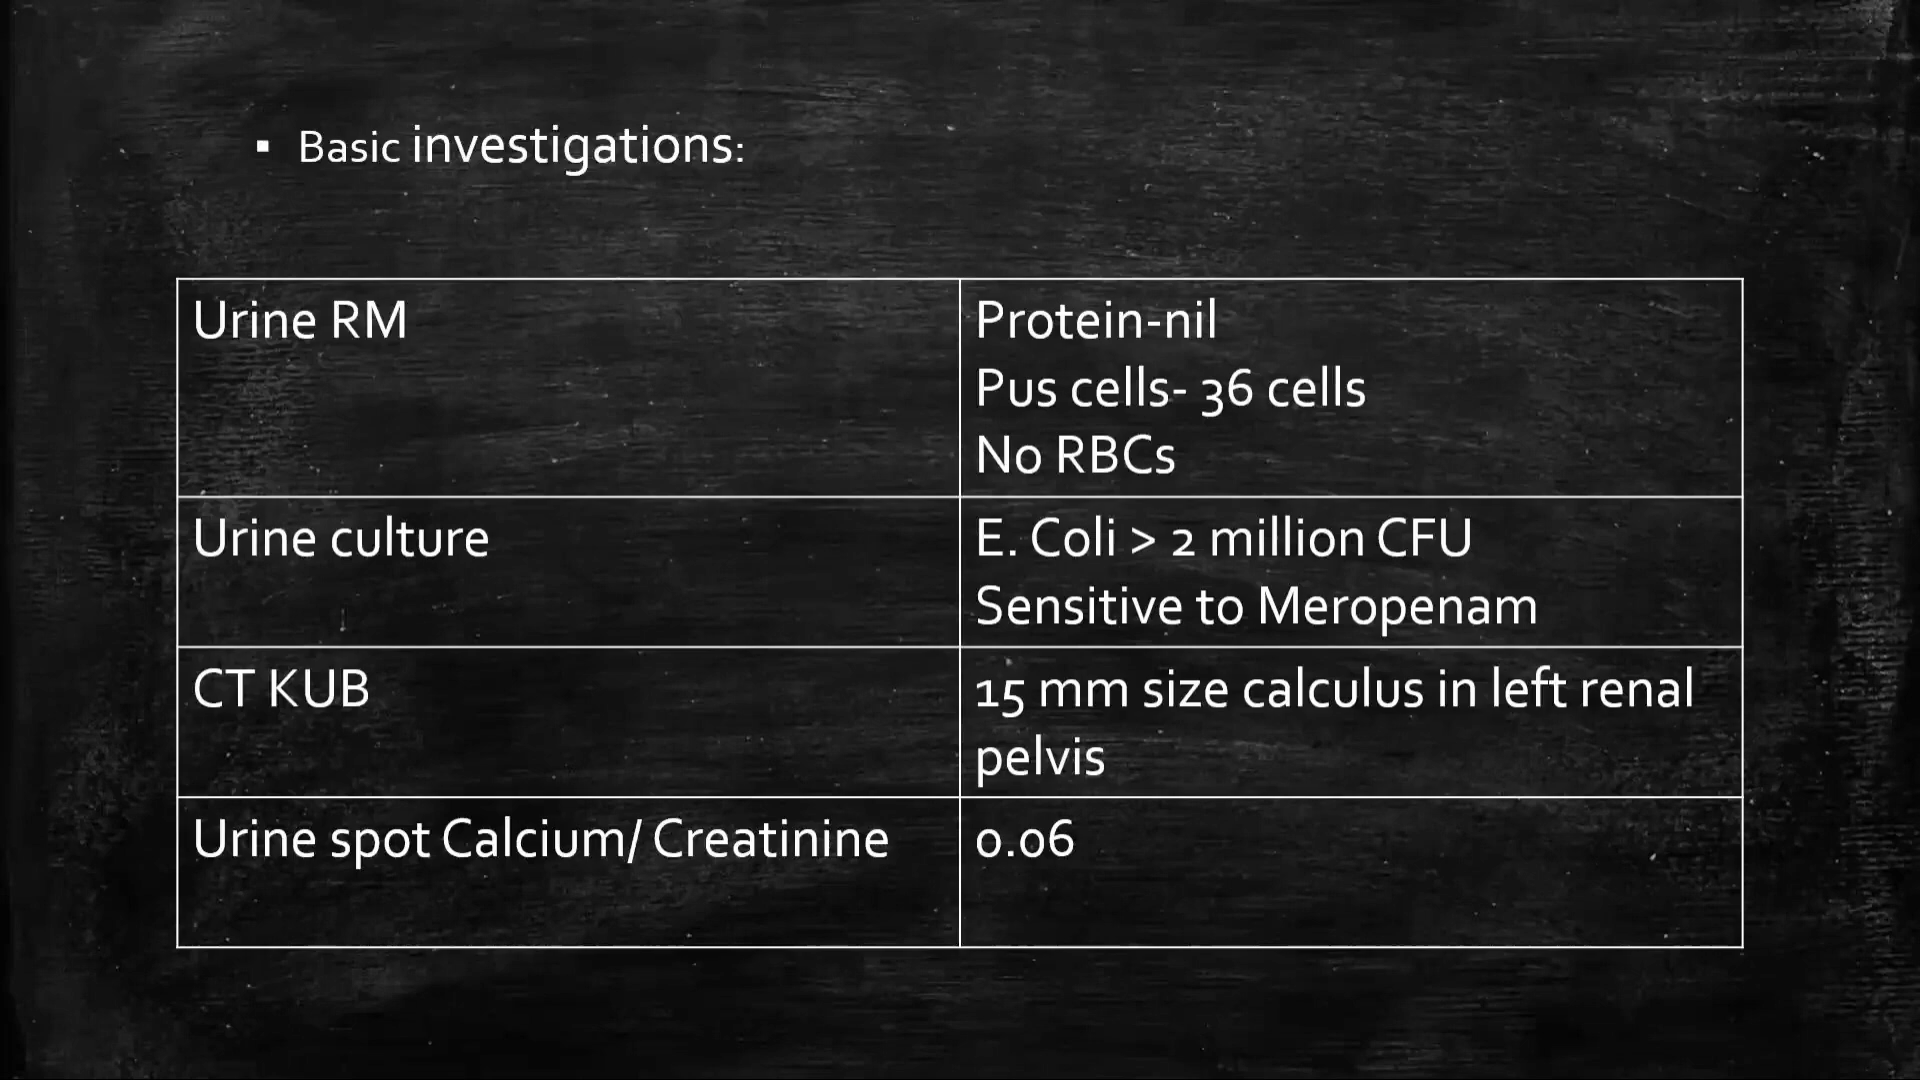 ▪ Basic investigations:
Urine RM
Protein-nil
Pus cells- 36 cells
No RBCs
Urine culture
E. Coli > 2 million CFU
Sensitive to Meropenam
CT KUB
15 mm size calculus in left renal
pelvis
Urine spot Calcium/ Creatinine
0.06